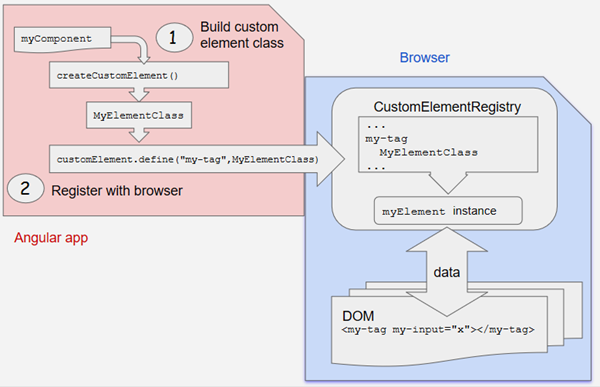 1
Build custom
element class
myComponent
createCustomElement()
MyElementClass
customElement.define("my-tag",MyElementClass)
2
Register with browser
Angular app
Browser
CustomElementRegistry
...
my-tag
MyElementClass
...
myElement instance
data
DOM
<my-tag my-input="x"></my-tag>